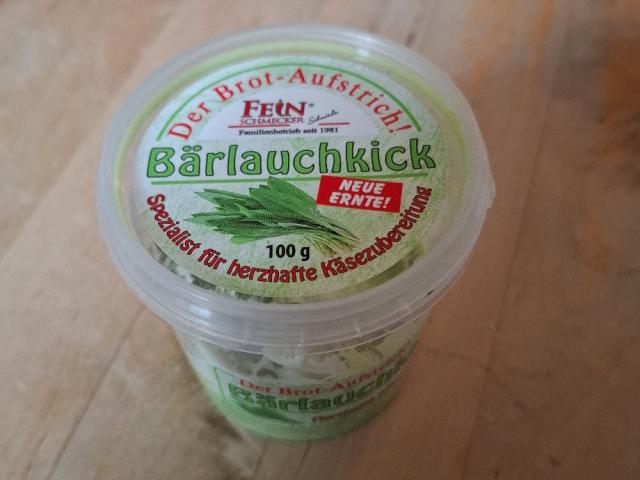 Der Brot-Aufstrich!
FEIN®
SCHMECKER Schmiele
Familienbetrieb seit 1981
Bärlauchkick
NEUE
ERNTE!
100 g
Spezialist für herzhafte Käsezubereitung
Der Brot-Aufstrich
Bärlauchkick